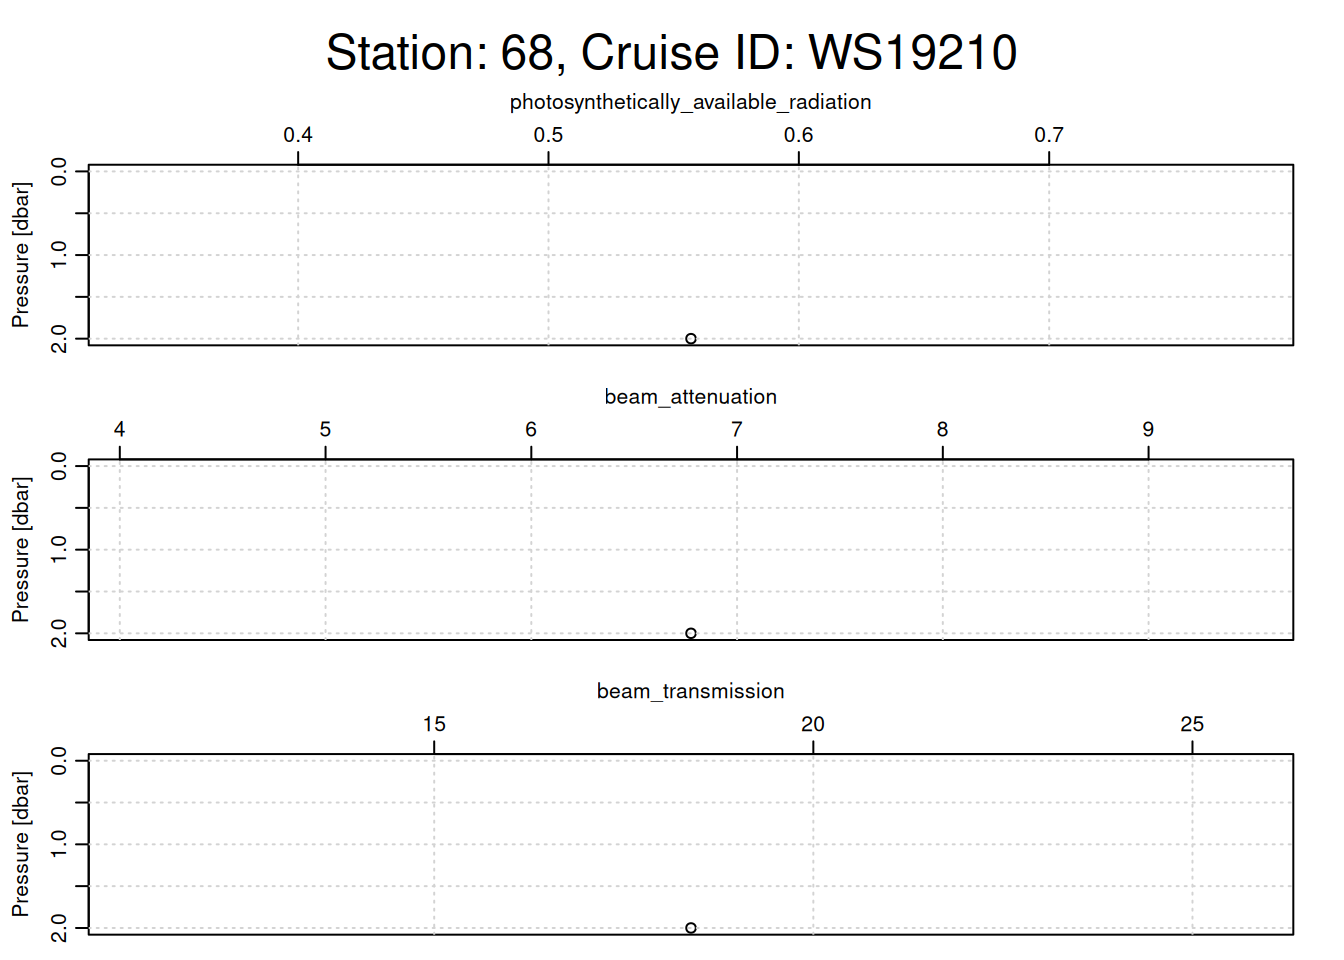 Station: 68, Cruise ID: WS19210
photosynthetically_available_radiation
0.4 0.5 0.6 0.7
Pressure [dbar]
0.0
1.0
2.0
beam_attenuation
4 5 6 7 8 9
Pressure [dbar]
0.0
1.0
2.0
beam_transmission
15 20 25
Pressure [dbar]
0.0
1.0
2.0